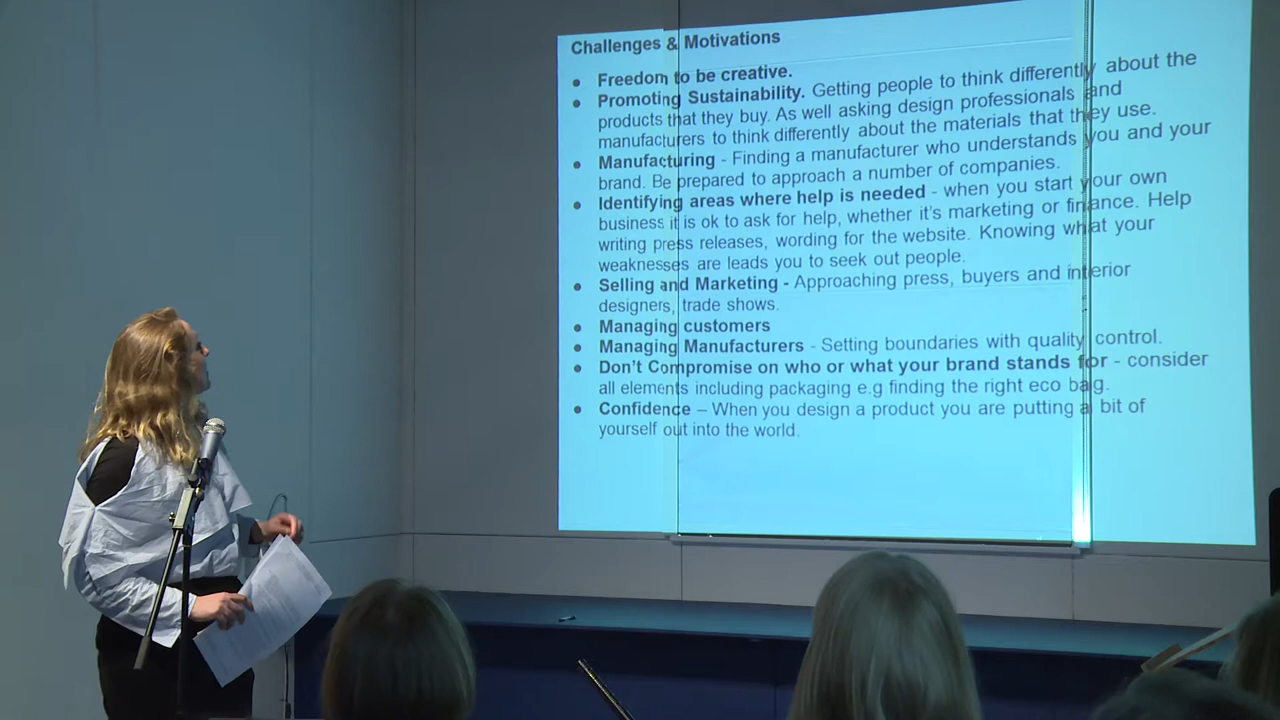 Challenges & Motivations
● Freedom to be creative.
● Promoting Sustainability. Getting people to think differently about the
products that they buy. As well asking design professionals and
manufacturers to think differently about the materials that they use.
● Manufacturing - Finding a manufacturer who understands you and your
brand. Be prepared to approach a number of companies.
● Identifying areas where help is needed - when you start your own
business it is ok to ask for help, whether it's marketing or finance. Help
writing press releases, wording for the website. Knowing what your
weaknesses are leads you to seek out people.
● Selling and Marketing - Approaching press, buyers and interior
designers, trade shows.
● Managing customers
● Managing Manufacturers - Setting boundaries with quality control.
● Don't Compromise on who or what your brand stands for - consider
all elements including packaging e.g finding the right eco bag.
● Confidence – When you design a product you are putting a bit of
yourself out into the world.